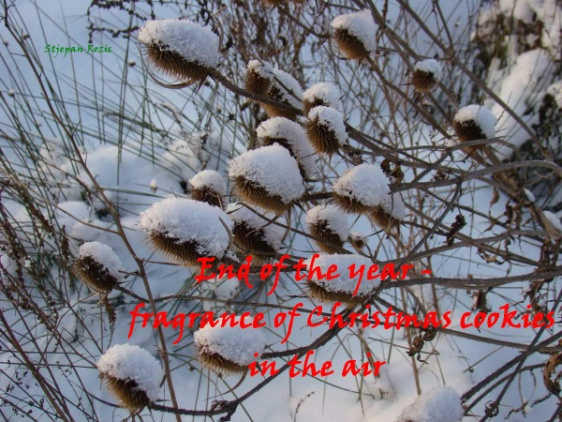 Stjepan Rozic
End of the year -
fragrance of Christmas cookies
in the air